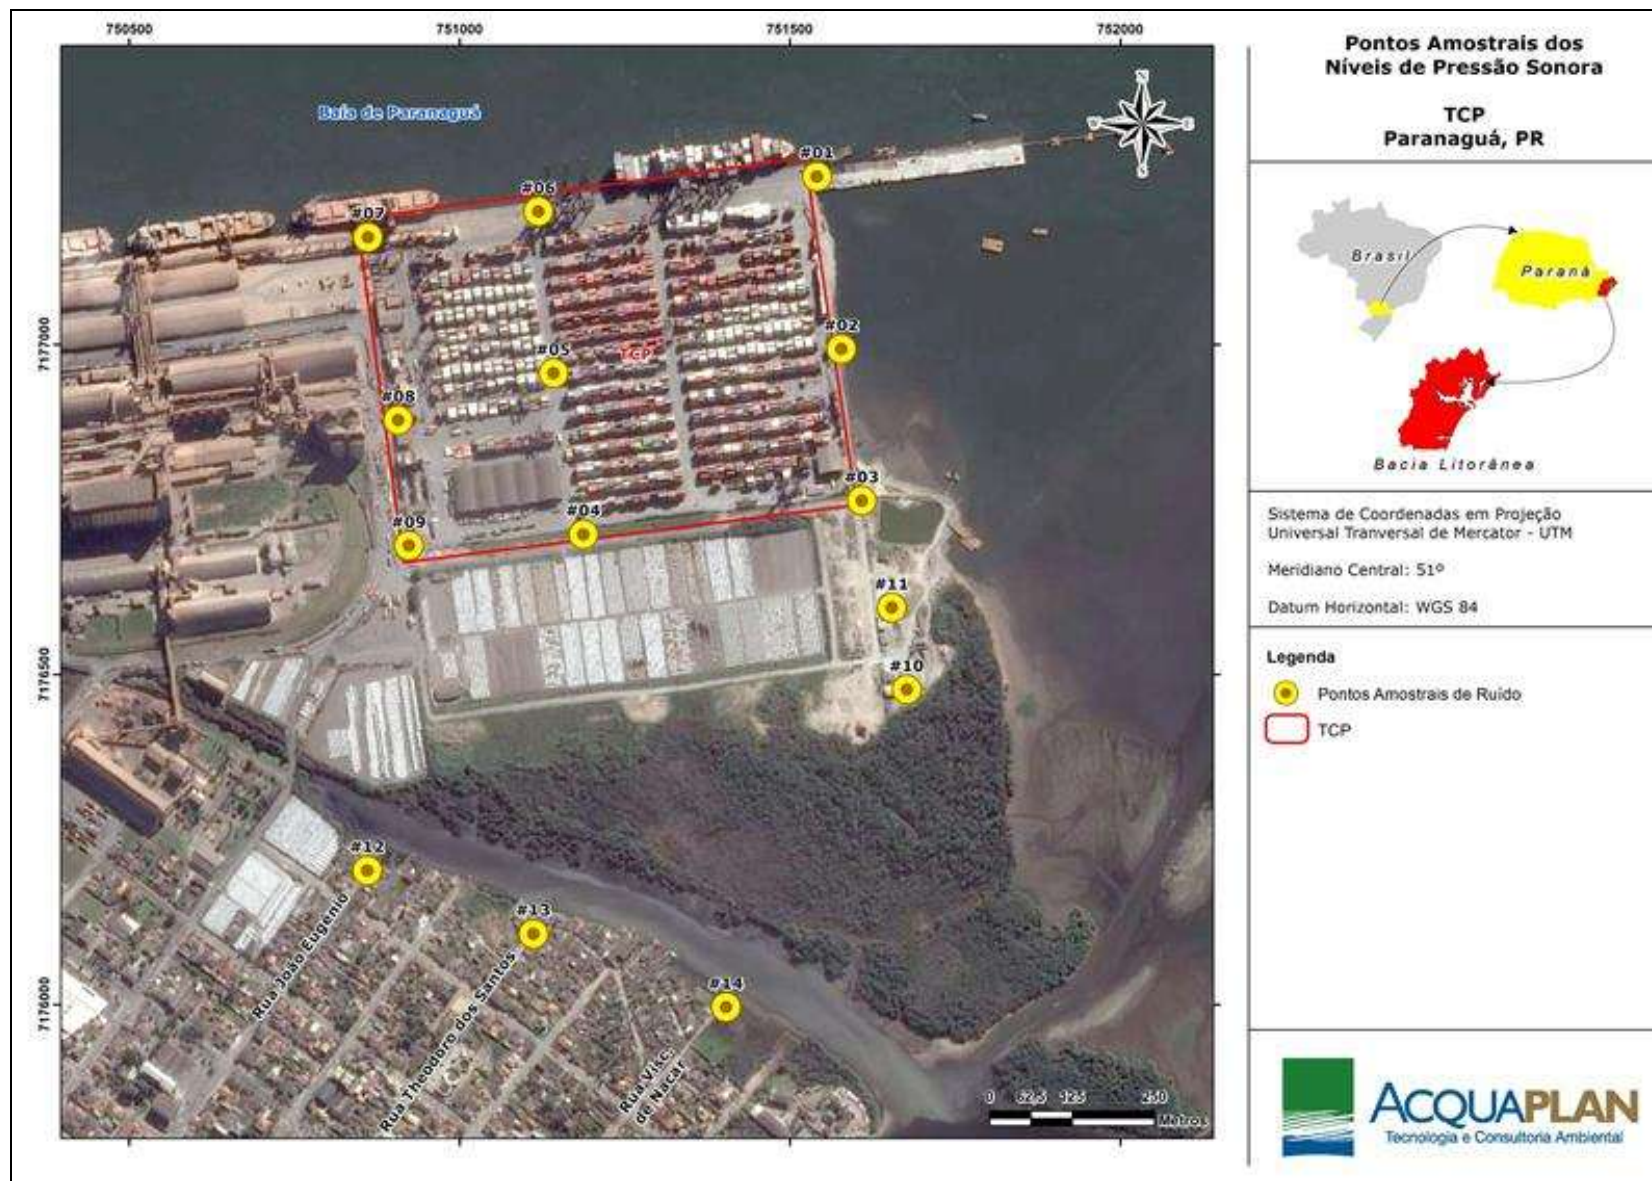 750500
751000
751500
752000
Pontos Amostrais dos
Níveis de Pressão Sonora
TCP
Paranaguá, PR
Baía de Paranaguá
N
E
S
W
#01
#06
#07
7177000
#02
#05
TCP
#08
#03
#04
#09
#11
7176500
#10
#12
#13
#14
7176000
Rua João Eugenio
Rua Theodoro dos Santos
Rua Visc.
de Nacar
0 62,5 125 250
Metros
Brasil
Paraná
Bacia Litorânea
Sistema de Coordenadas em Projeção
Universal Tranversal de Mercator - UTM
Meridiano Central: 51º
Datum Horizontal: WGS 84
Legenda
Pontos Amostrais de Ruído
TCP
ACQUAPLAN
Tecnologia e Consultoria Ambiental